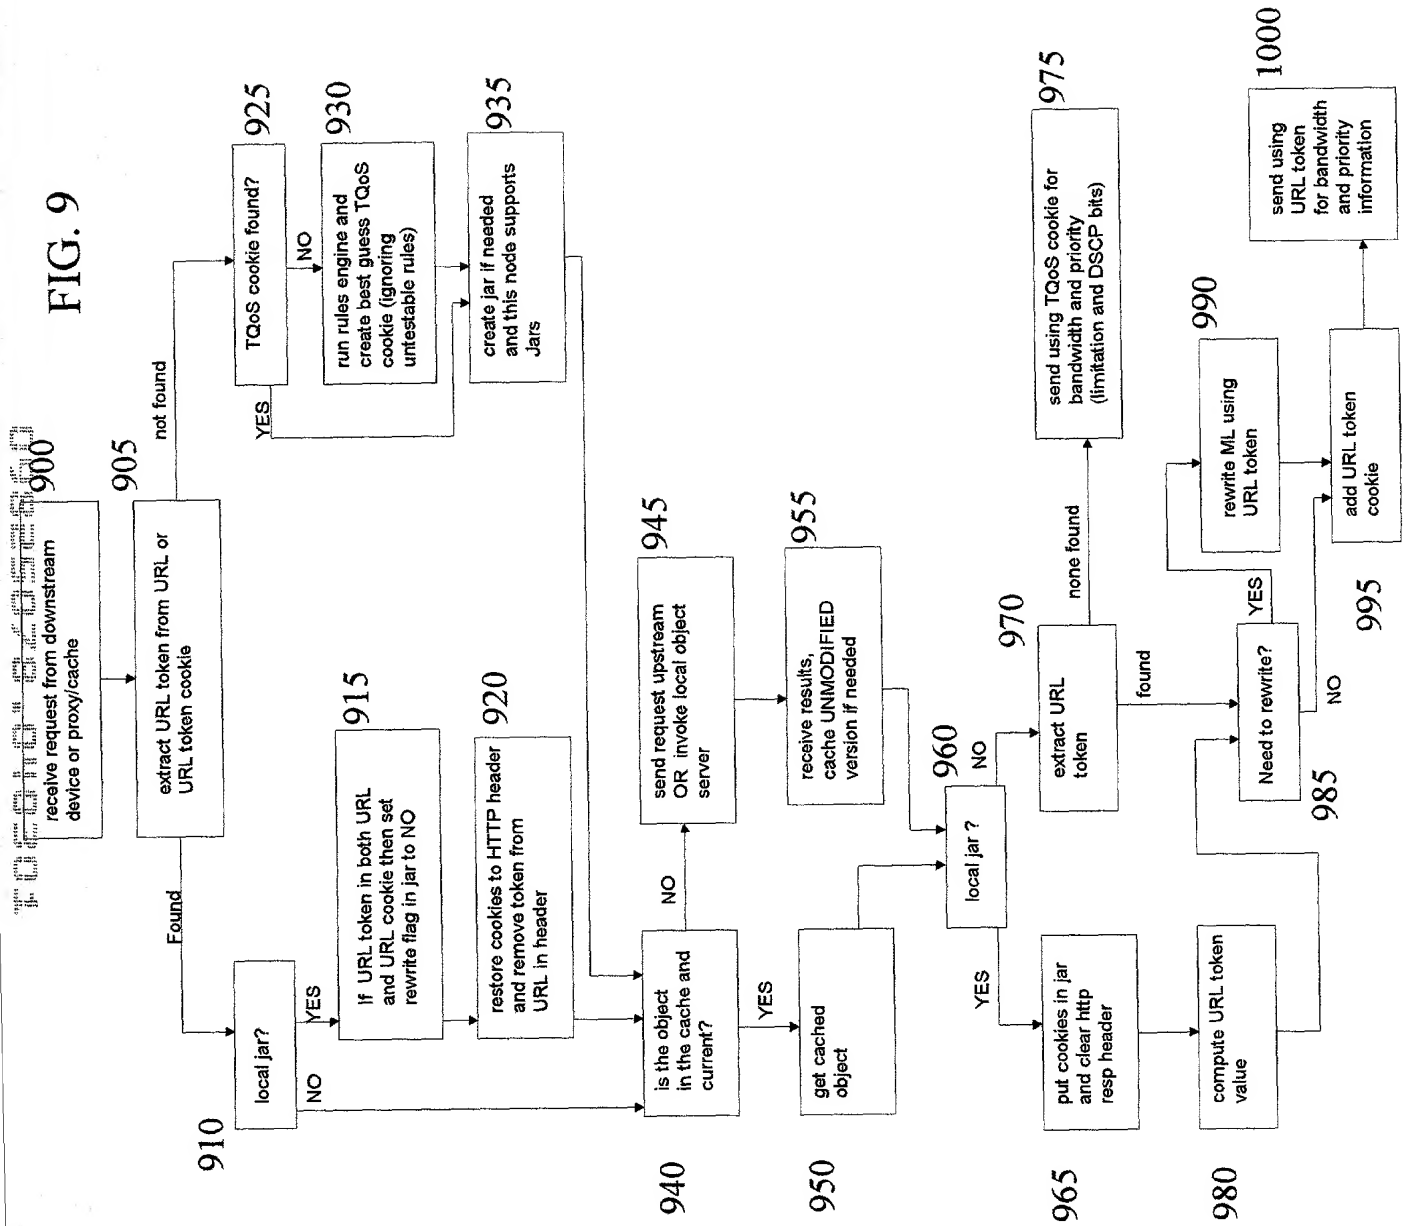 FIG. 9
900
receive request from downstream
device or proxy/cache
905
extract URL token from URL or
URL token cookie
Found
not found
910
local jar?
YES
NO
915
If URL token in both URL
and URL cookie then set
rewrite flag in jar to NO
920
restore cookies to HTTP header
and remove token from
URL in header
925
TQoS cookie found?
YES
NO
930
run rules engine and
create best guess TQoS
cookie (ignoring
untestable rules)
935
create jar if needed
and this node supports
Jars
940
is the object
in the cache and
current?
NO
YES
945
send request upstream
OR invoke local object
server
950
get cached
object
955
receive results,
cache UNMODIFIED
version if needed
960
local jar ?
YES
NO
965
put cookies in jar
and clear http
resp header
970
extract URL
token
none found
found
975
send using TQoS cookie for
bandwidth and priority
(limitation and DSCP bits)
980
compute URL token
value
985
Need to rewrite?
YES
NO
990
rewrite ML using
URL token
995
add URL token
cookie
1000
send using
URL token
for bandwidth
and priority
information